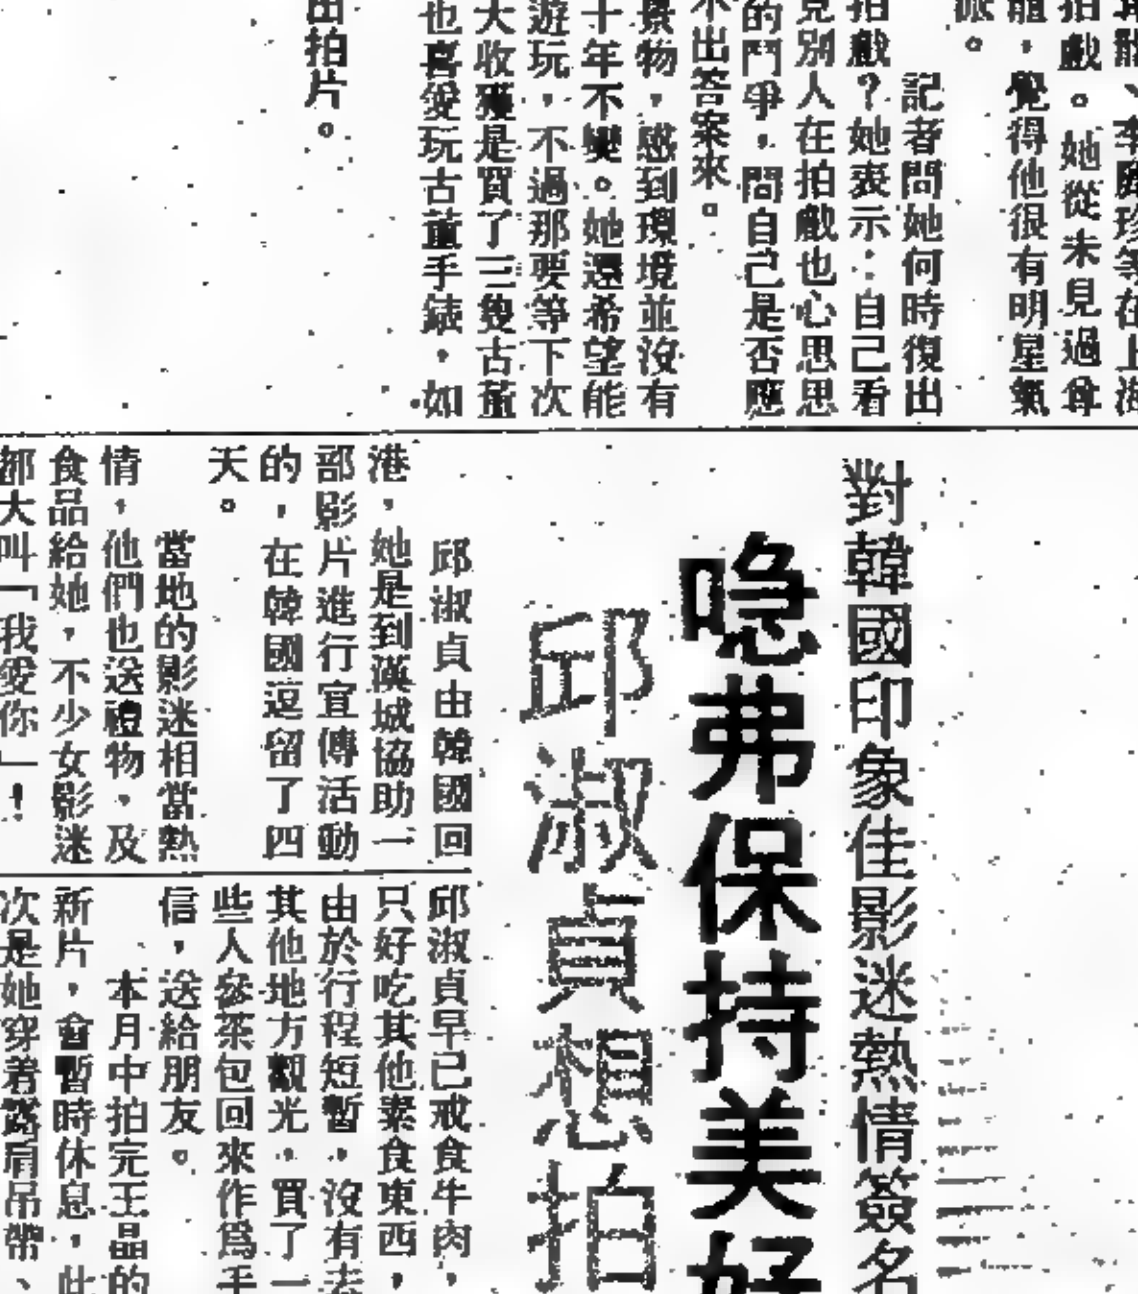 拍戲。她從未見過尊
龍，覺得他很有明星氣
派。
記者問她何時復出
拍戲？她表示：自己看
見別人在拍戲也心思思
的鬥爭，問自己是否應
不出答案來。
景物，感到環境並沒有
十年不變。她還希望能
遊玩，不過那要等下次
大收獲是買了三隻古董
也喜愛玩古董手錶，如
出拍片。
對韓國印象佳影迷熱情簽名
喼弗保持美好
邱淑貞想拍
邱淑貞由韓國回
港，她是到漢城協助一
部影片進行宣傳活動
的，在韓國逗留了四
天。
當地的影迷相當熱
情，他們也送禮物，及
食品給她，不少女影迷
都大叫「我愛你」！
邱淑貞早已戒食牛肉，
只好吃其他素食東西，
由於行程短暫，沒有去
其他地方觀光，買了一
些人參茶包回來作為手
信，送給朋友。
本月中拍完王晶的
新片，會暫時休息，此
次是她穿着露肩吊帶、